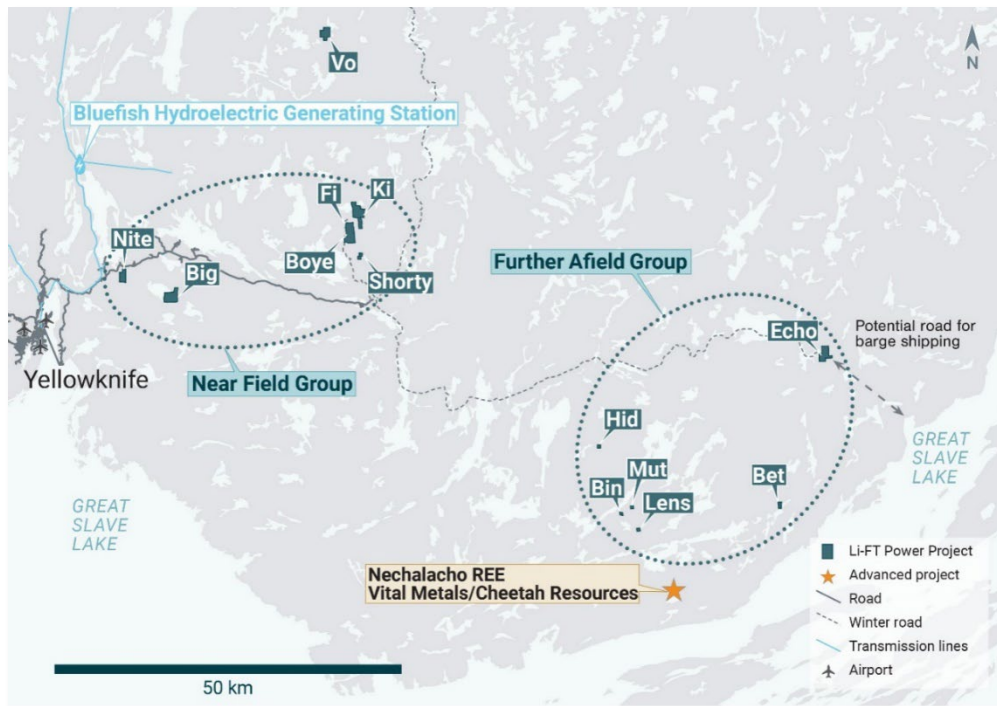 Vo
N
Bluefish Hydroelectric Generating Station
Fi
Ki
Nite
Boye
Big
Shorty
Further Afield Group
Echo
Potential road for
barge shipping
Yellowknife
Near Field Group
Hid
GREAT
SLAVE
LAKE
Mut
Bin
Bet
Lens
GREAT
SLAVE
LAKE
Nechalacho REE
Vital Metals/Cheetah Resources
Li-FT Power Project
Advanced project
Road
Winter road
Transmission lines
Airport
50 km